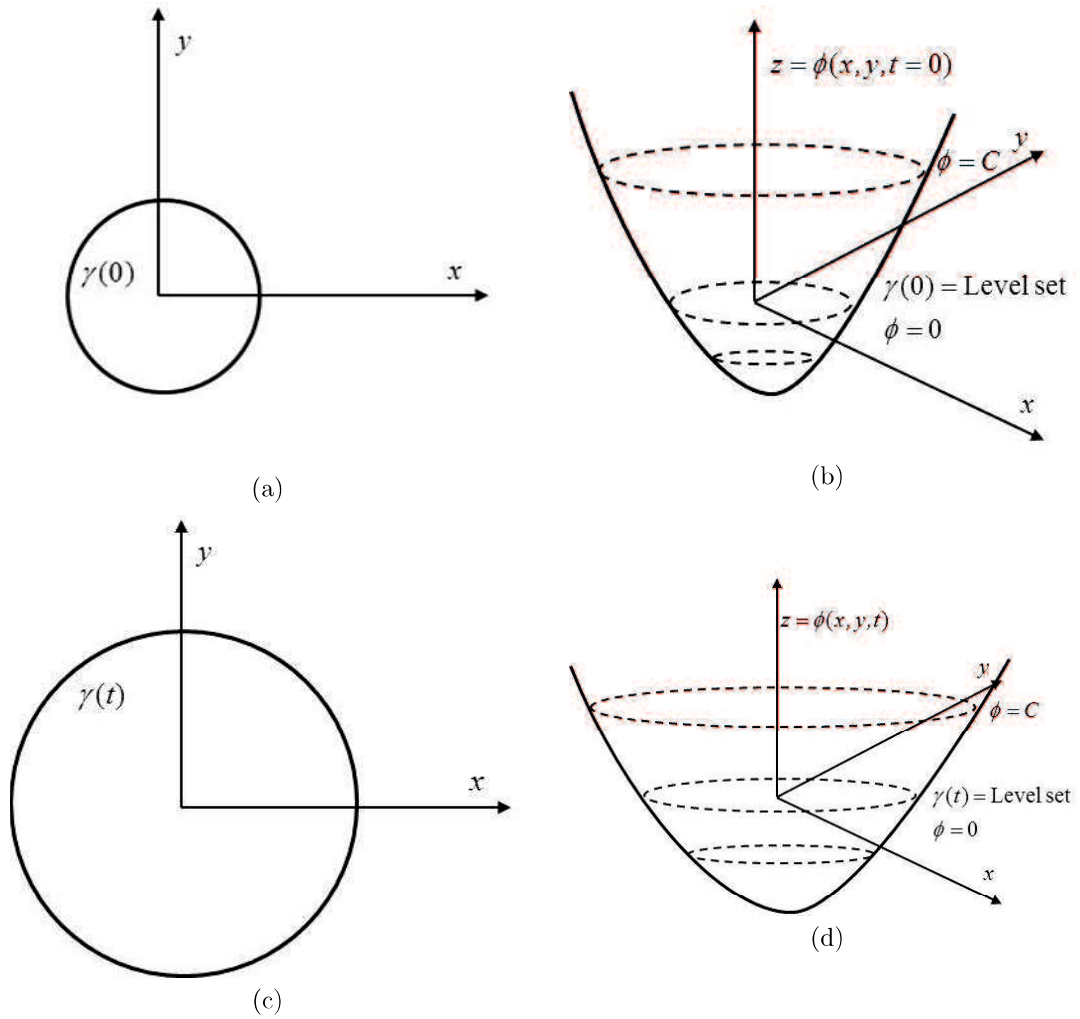 y
γ(0)
x
(a)
z = ϕ(x, y, t = 0)
y
ϕ = C
γ(0) = Level set
ϕ = 0
x
(b)
y
γ(t)
x
(c)
z = ϕ(x, y, t)
y
ϕ = C
γ(t) = Level set
ϕ = 0
x
(d)